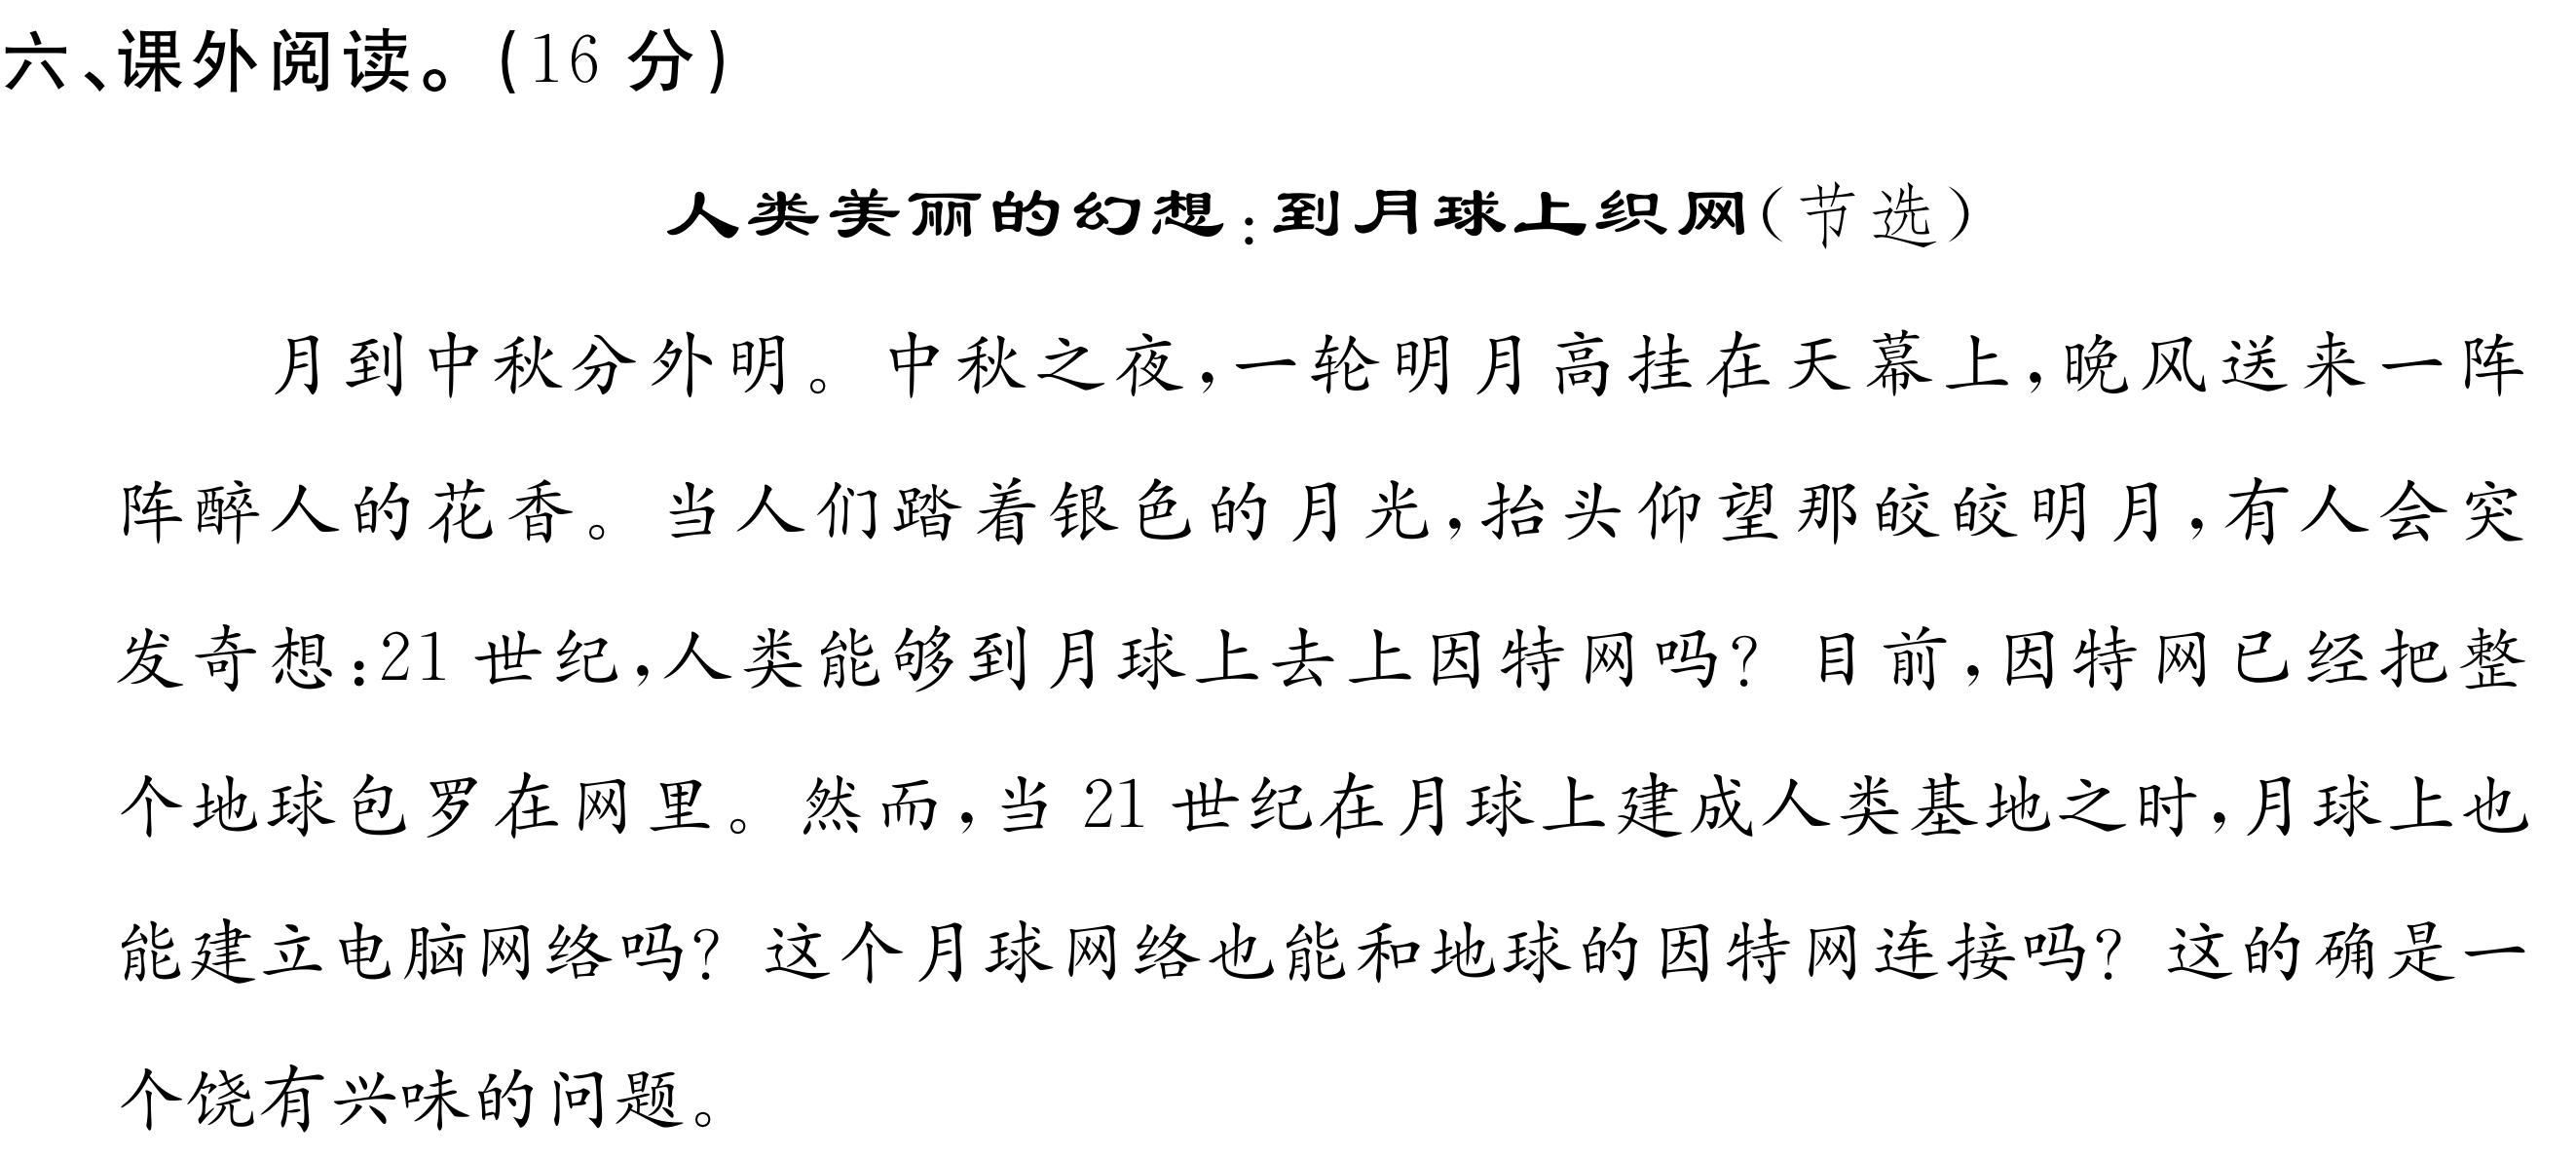 六、课外阅读。(16 分)
人类美丽的幻想:到月球上织网(节选)
月到中秋分外明。中秋之夜,一轮明月高挂在天幕上,晚风送来一阵
阵醉人的花香。当人们踏着银色的月光,抬头仰望那皎皎明月,有人会突
发奇想:21 世纪,人类能够到月球上去上因特网吗?目前,因特网已经把整
个地球包罗在网里。然而,当 21 世纪在月球上建成人类基地之时,月球上也
能建立电脑网络吗?这个月球网络也能和地球的因特网连接吗?这的确是一
个饶有兴味的问题。